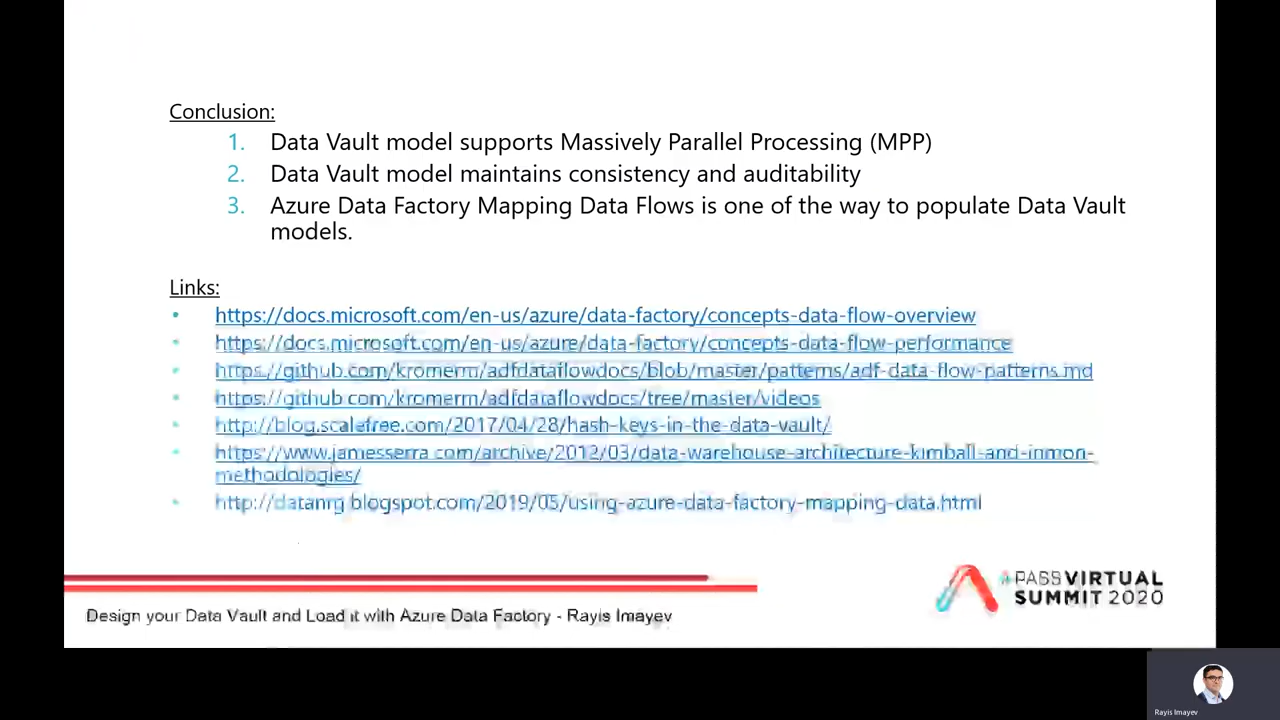 Conclusion:
1. Data Vault model supports Massively Parallel Processing (MPP)
2. Data Vault model maintains consistency and auditability
3. Azure Data Factory Mapping Data Flows is one of the way to populate Data Vault
models.
Links:
• https://docs.microsoft.com/en-us/azure/data-factory/concepts-data-flow-overview
• https://docs.microsoft.com/en-us/azure/data-factory/concepts-data-flow-performance
• https://github.com/kromerm/adfdataflowdocs/blob/master/patterns/adf-data-flow-patterns.md
• https://github.com/kromerm/adfdataflowdocs/tree/master/videos
• http://blog.scalefree.com/2017/04/28/hash-keys-in-the-data-vault/
• https://www.jamesserra.com/archive/2012/03/data-warehouse-architecture-kimball-and-inmon-
methodologies/
• http://datanrg.blogspot.com/2019/05/using-azure-data-factory-mapping-data.html
PASS VIRTUAL
SUMMIT 2020
Design your Data Vault and Load it with Azure Data Factory - Rayis Imayev
Rayis Imayev